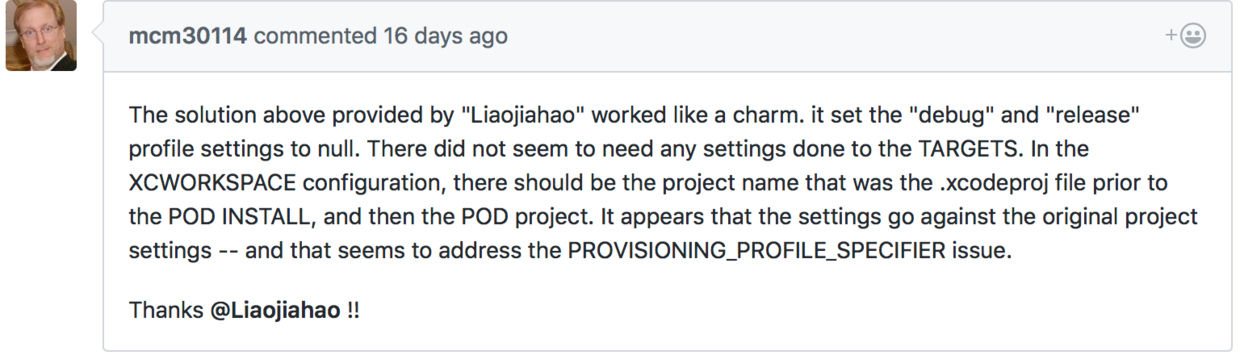 mcm30114 commented 16 days ago
The solution above provided by "Liaojiahao" worked like a charm. it set the "debug" and "release"
profile settings to null. There did not seem to need any settings done to the TARGETS. In the
XCWORKSPACE configuration, there should be the project name that was the .xcodeproj file prior to
the POD INSTALL, and then the POD project. It appears that the settings go against the original project
settings -- and that seems to address the PROVISIONING_PROFILE_SPECIFIER issue.
Thanks @Liaojiahao !!